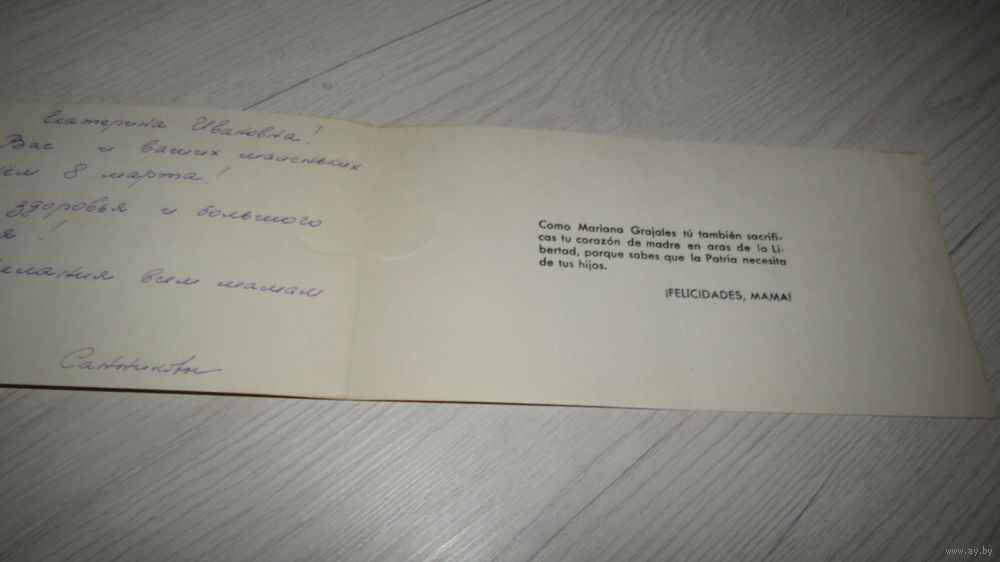 Екатерина Ивановна!
Вас и ваших маленьких
8 марта!
здоровья и большого
я!
всем мамам
Санниковы
Como Mariana Grajales tú también sacrifi-
cas tu corazón de madre en aras de la Li-
bertad, porque sabes que la Patria necesita
de tus hijos.
¡FELICIDADES, MAMA!
www.ay.by